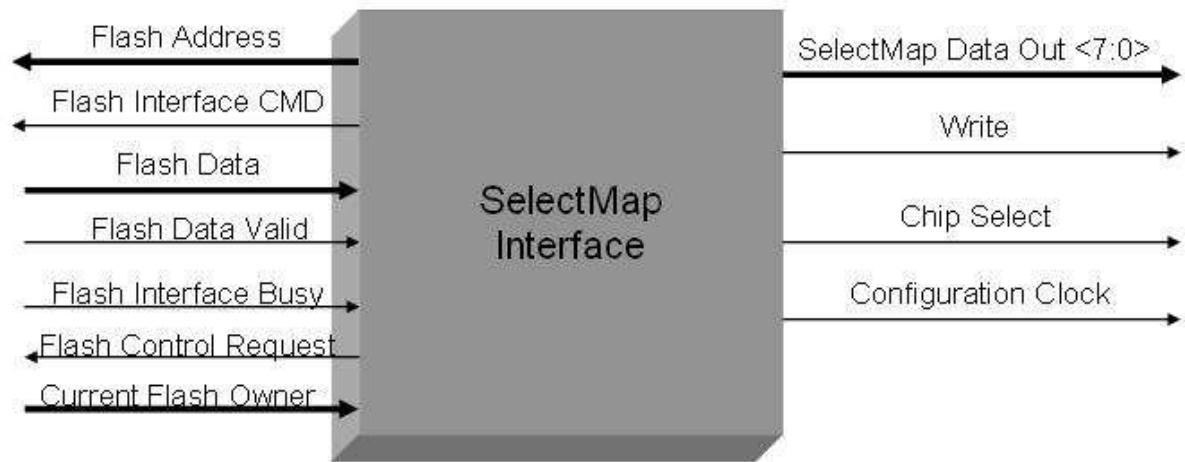 Flash Address
Flash Interface CMD
Flash Data
Flash Data Valid
Flash Interface Busy
Flash Control Request
Current Flash Owner
SelectMap
Interface
SelectMap Data Out <7:0>
Write
Chip Select
Configuration Clock